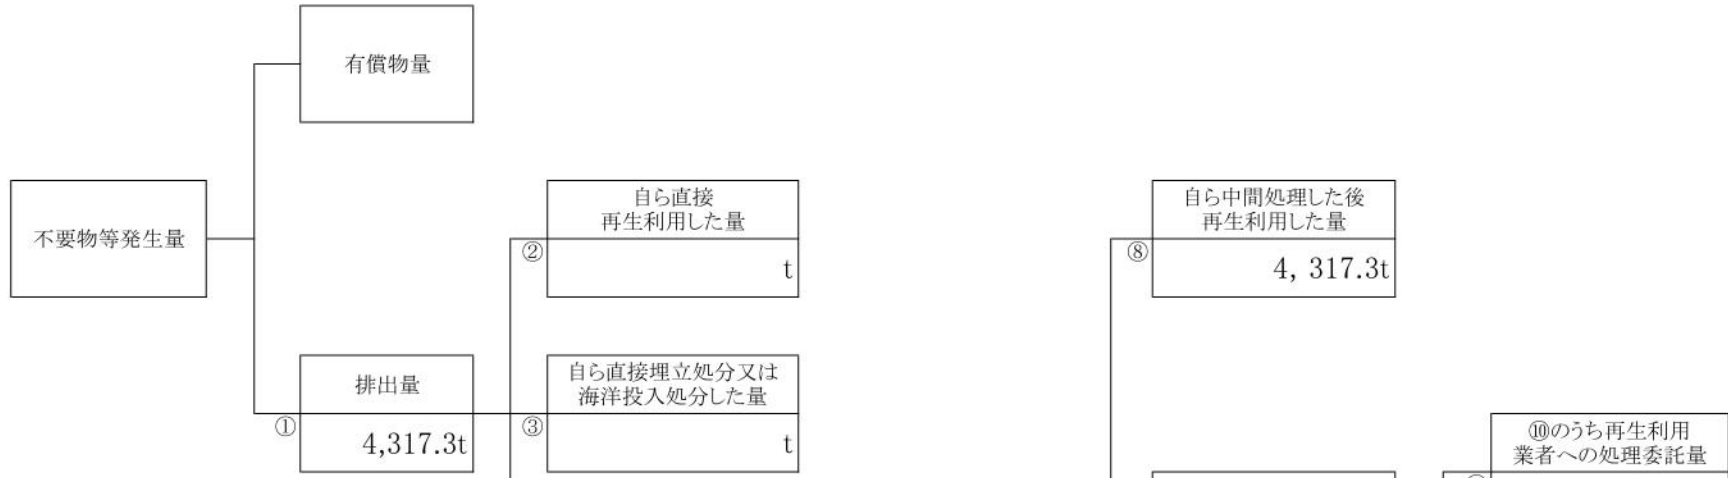 有償物量
不要物等発生量
自ら直接
再生利用した量
②
t
自ら中間処理した後
再生利用した量
⑧
4, 317.3t
排出量
①
4,317.3t
自ら直接埋立処分又は
海洋投入処分した量
③
t
⑩のうち再生利用
業者への処理委託量